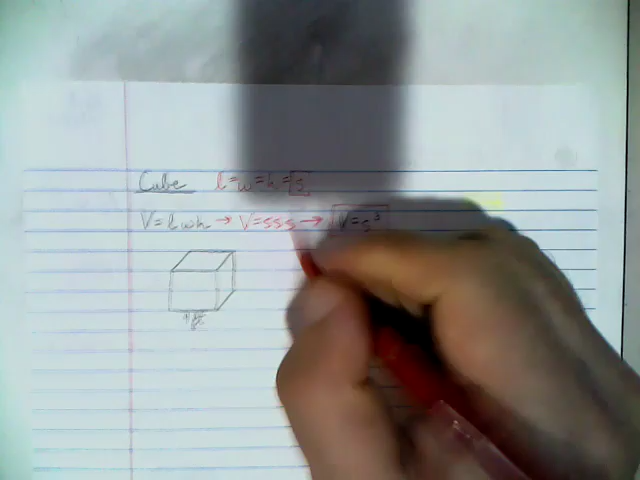 Cube l=w=h=s
V=lwh → V=sss → V=s³